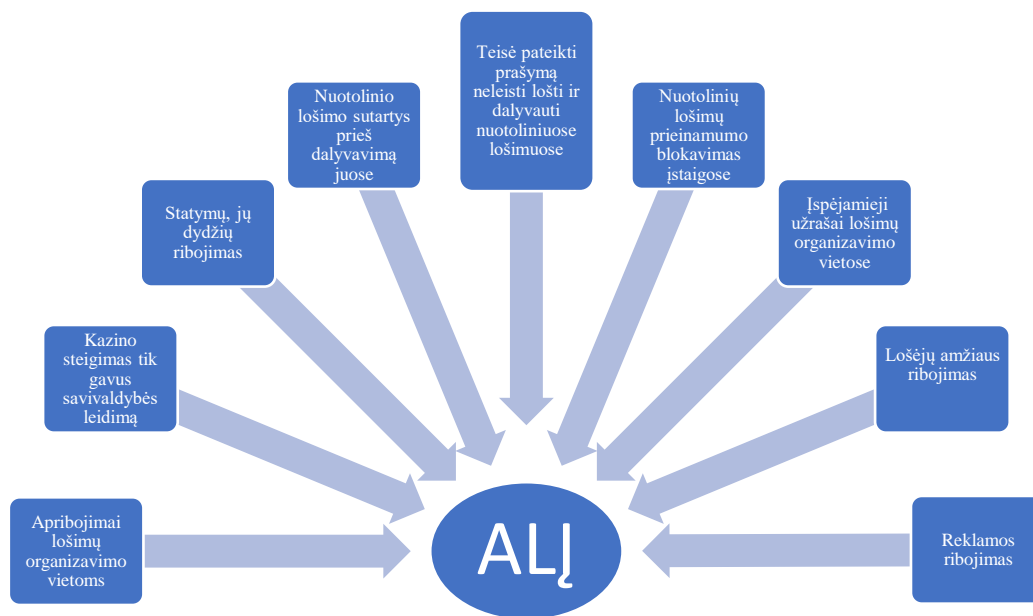 Teisė pateikti
prašymą
neleisti lošti ir
dalyvauti
nuotoliniuose
lošimuose
Nuotolinio
lošimo sutartys
prieš
dalyvavimą
juose
Nuotolinių
lošimų
prieinamumo
blokavimas
įstaigose
Statymų, jų
dydžių
ribojimas
Įspėjamieji
užrašai lošimų
organizavimo
vietose
Kazino
steigimas tik
gavus
savivaldybės
leidimą
Lošėjų amžiaus
ribojimas
Apribojimai
lošimų
organizavimo
vietoms
ALĮ
Reklamos
ribojimas